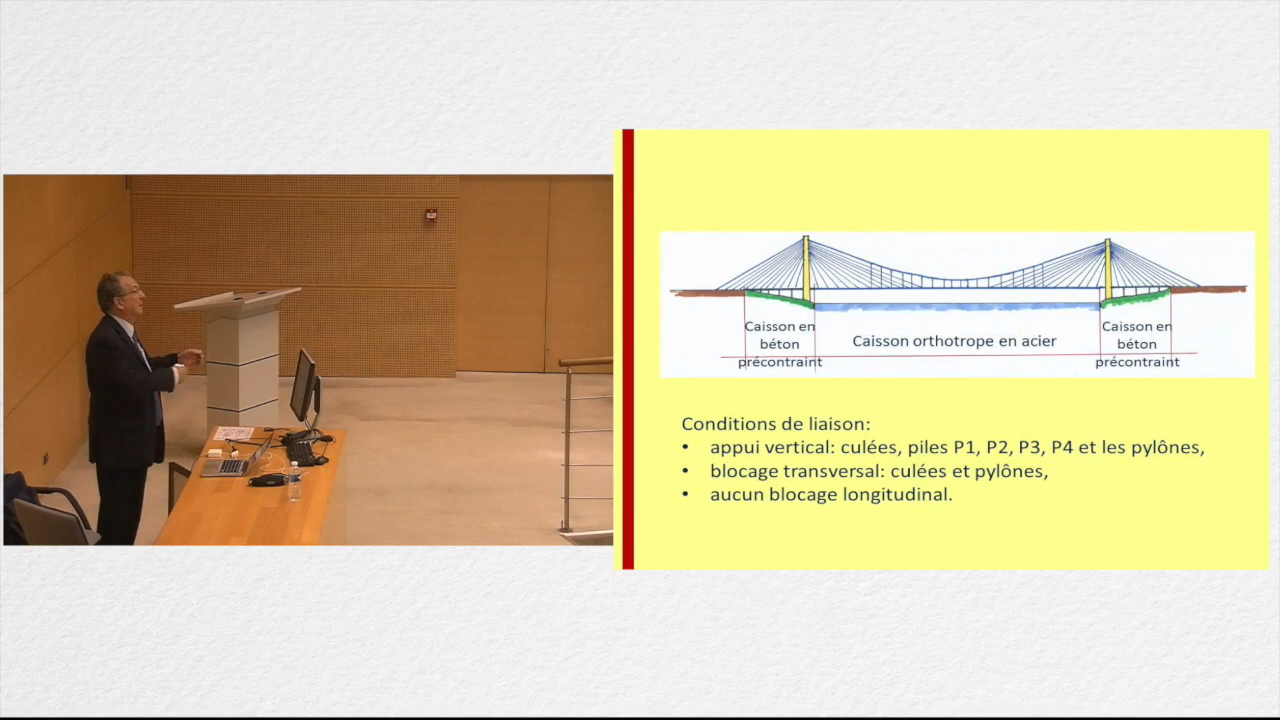 Caisson en
béton
précontraint
Caisson orthotrope en acier
Caisson en
béton
précontraint
Conditions de liaison:
• appui vertical: culées, piles P1, P2, P3, P4 et les pylônes,
• blocage transversal: culées et pylônes,
• aucun blocage longitudinal.